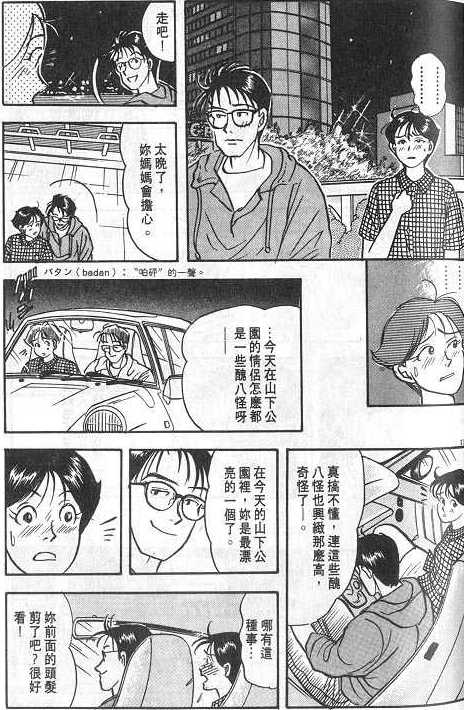 ………
………
走吧！
太晚了，
妳媽媽會擔心。
バタン（badan）：〝啪砰〞的一聲。
…今天在山下公
園的情侶怎麼都
是一些醜八怪呀
——
真搞不懂，連這些醜
八怪也興緻那麼高，
奇怪了—。
在今天的山下公
園裡，妳是最漂
亮的一個了。
哪有這
種事…
妳前面的頭髮
剪了吧？很好
看！